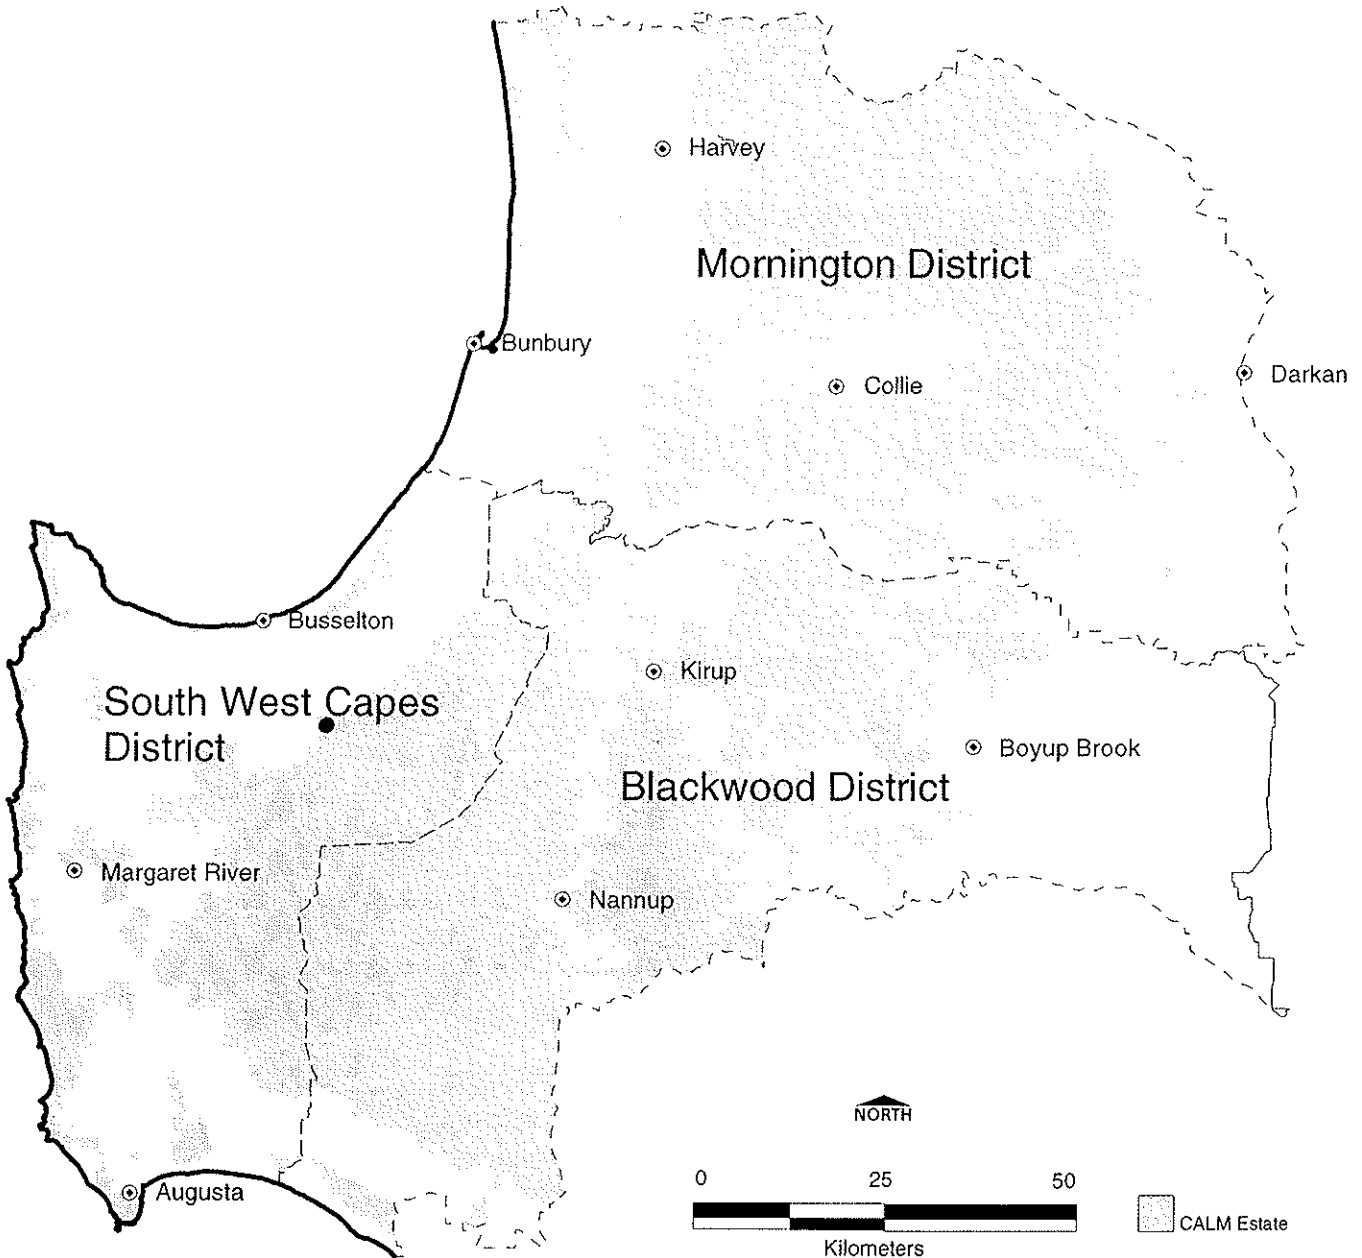 Harvey
Mornington District
Bunbury
Collie
Darkan
Busselton
Kirup
South West Capes
District
Boyup Brook
Blackwood District
Margaret River
Nannup
NORTH
0 25 50
Augusta
CALM Estate
Kilometers